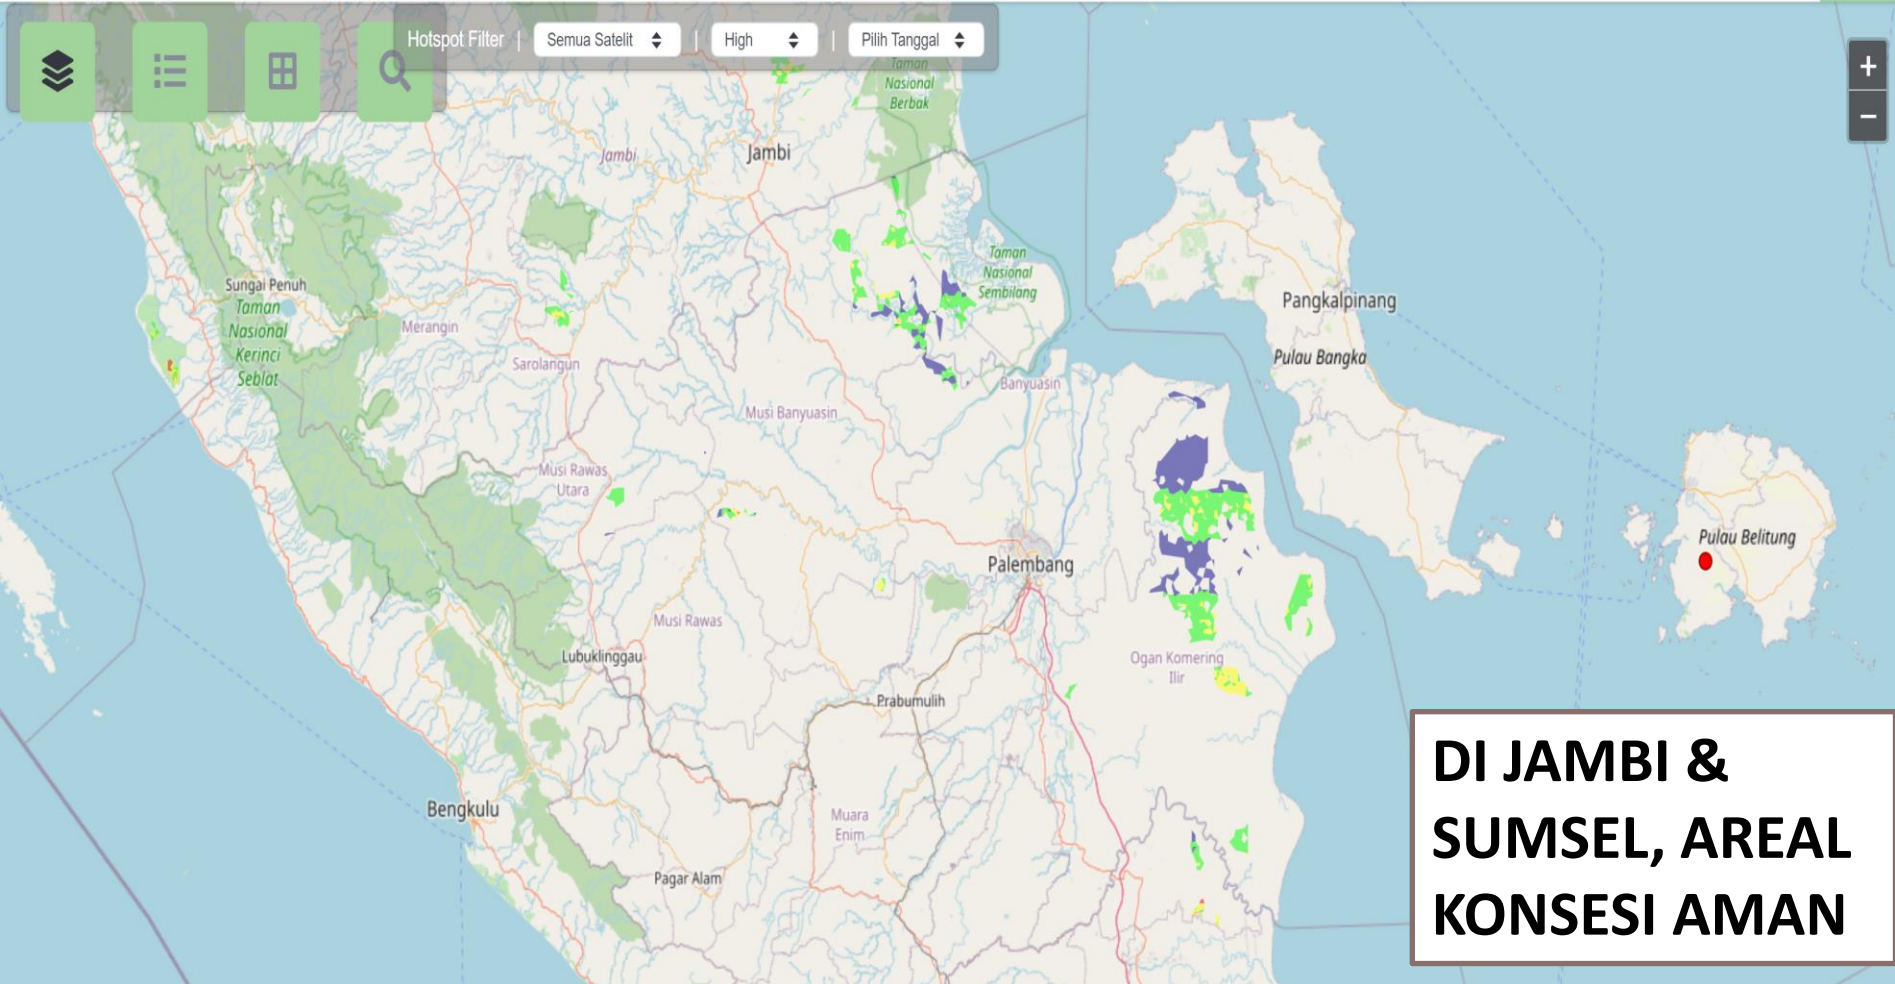 Hotspot Filter | Semua Satelit | High | Pilih Tanggal
+
−
Taman
Nasional
Berbak
Jambi
Jambi
Taman
Nasional
Sembilang
Sungai Penuh
Taman
Nasional
Kerinci
Seblat
Merangin
Sarolangun
Pangkalpinang
Pulau Bangka
Banyuasin
Musi Banyuasin
Musi Rawas
Utara
Pulau Belitung
Palembang
Musi Rawas
Lubuklinggau
Ogan Komering
Ilir
Prabumulih
Bengkulu
Muara
Enim
Pagar Alam
DI JAMBI &
SUMSEL, AREAL
KONSESI AMAN